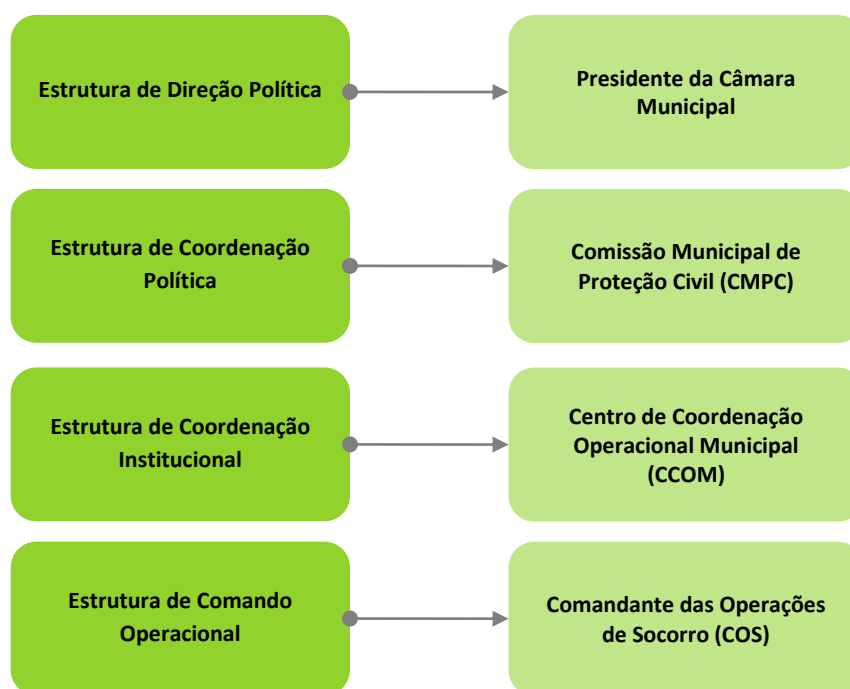 Estrutura de Direção Política
Presidente da Câmara
Municipal
Estrutura de Coordenação
Política
Comissão Municipal de
Proteção Civil (CMPC)
Estrutura de Coordenação
Institucional
Centro de Coordenação
Operacional Municipal
(CCOM)
Estrutura de Comando
Operacional
Comandante das Operações
de Socorro (COS)